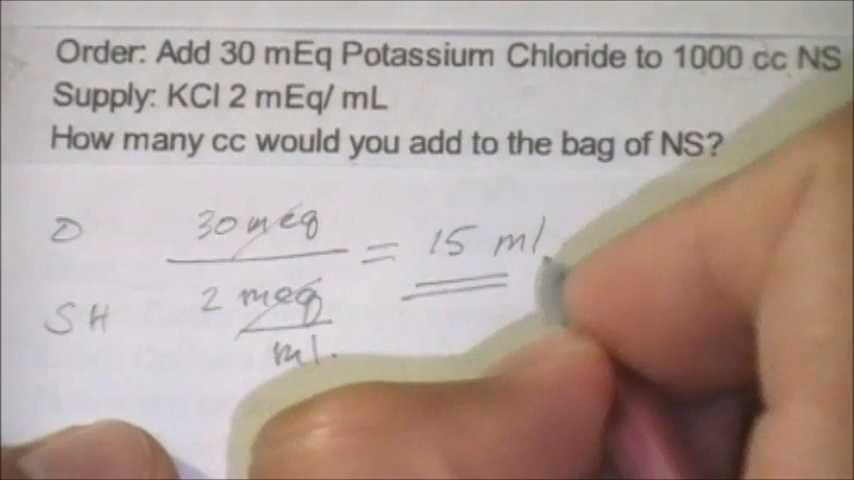 Order: Add 30 mEq Potassium Chloride to 1000 cc NS
Supply: KCl 2 mEq/ mL
How many cc would you add to the bag of NS?
D 30 meq = 15 ml.
SH 2 meq
ml.